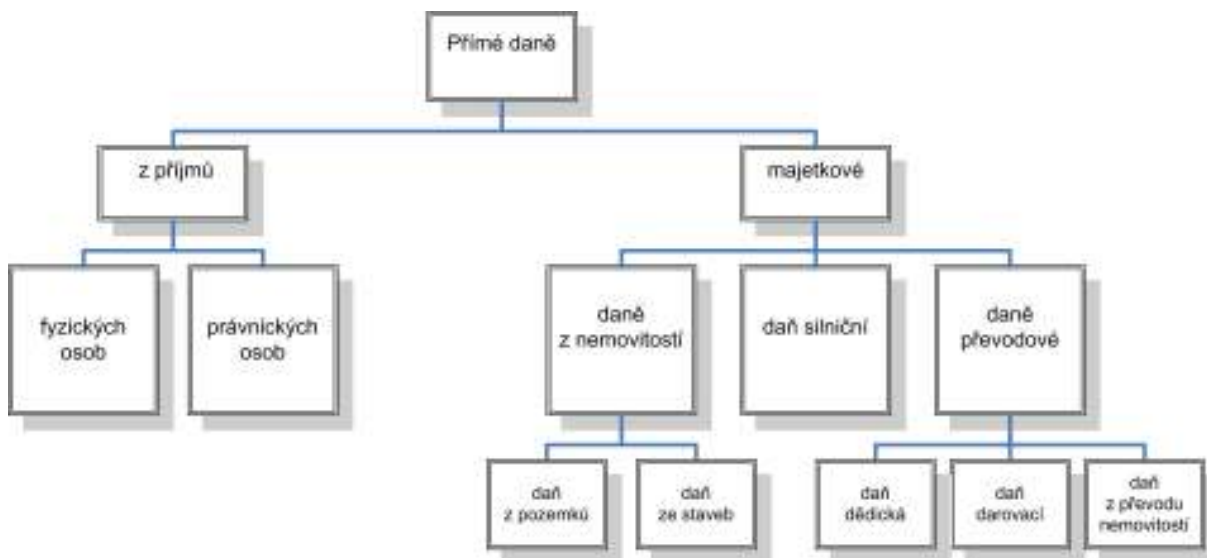 Přímé daně
z příjmů
majetkové
fyzických
osob
právnických
osob
daně
z nemovitostí
daň silniční
daně
převodové
daň
z pozemků
daň
ze staveb
daň
dědická
daň
darovací
daň
z převodu
nemovitostí